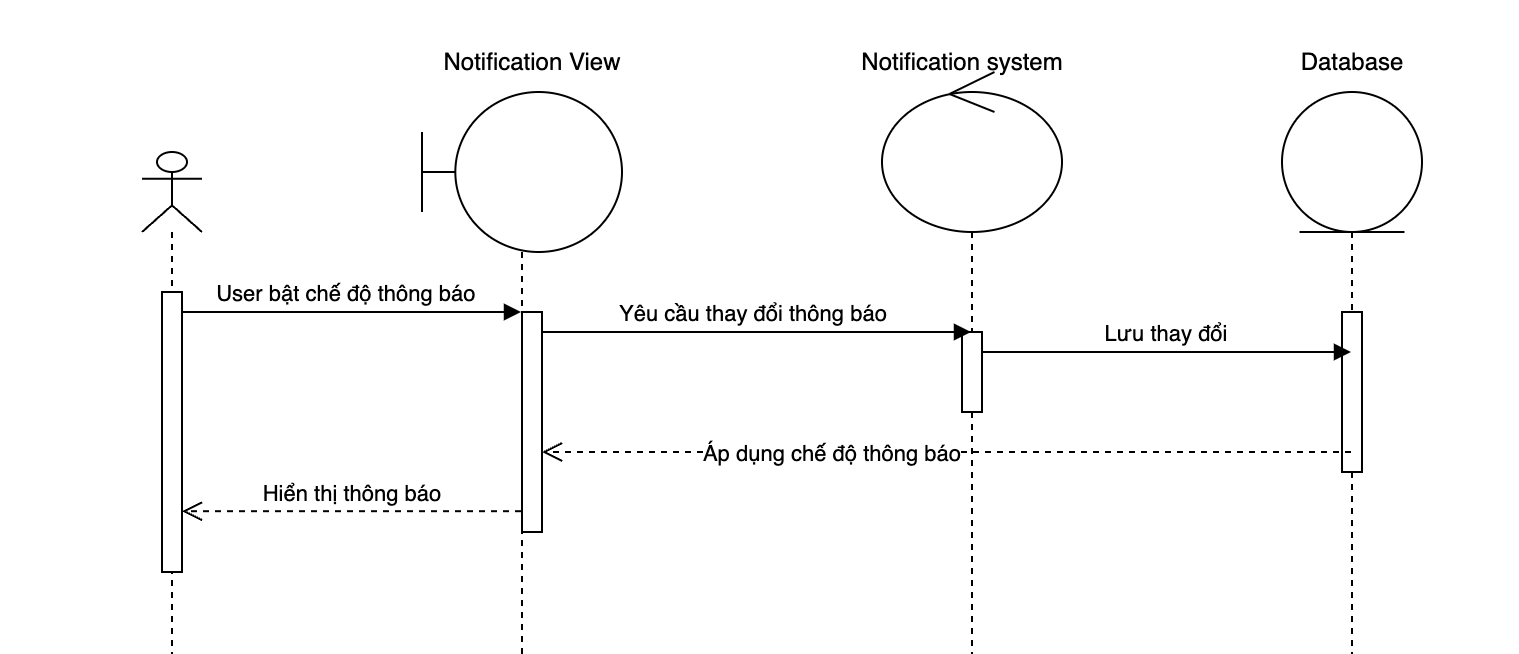 Notification View
Notification system
Database
User bật chế độ thông báo
Yêu cầu thay đổi thông báo
Lưu thay đổi
Áp dụng chế độ thông báo
Hiển thị thông báo